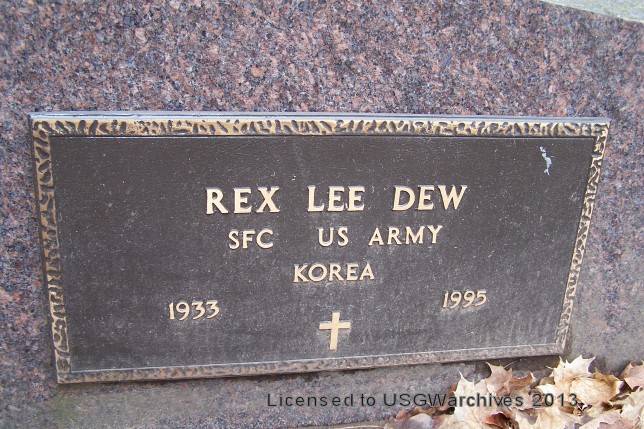 REX LEE DEW
SFC US ARMY
KOREA
1933 1995
Licensed to USGWarchives 2013